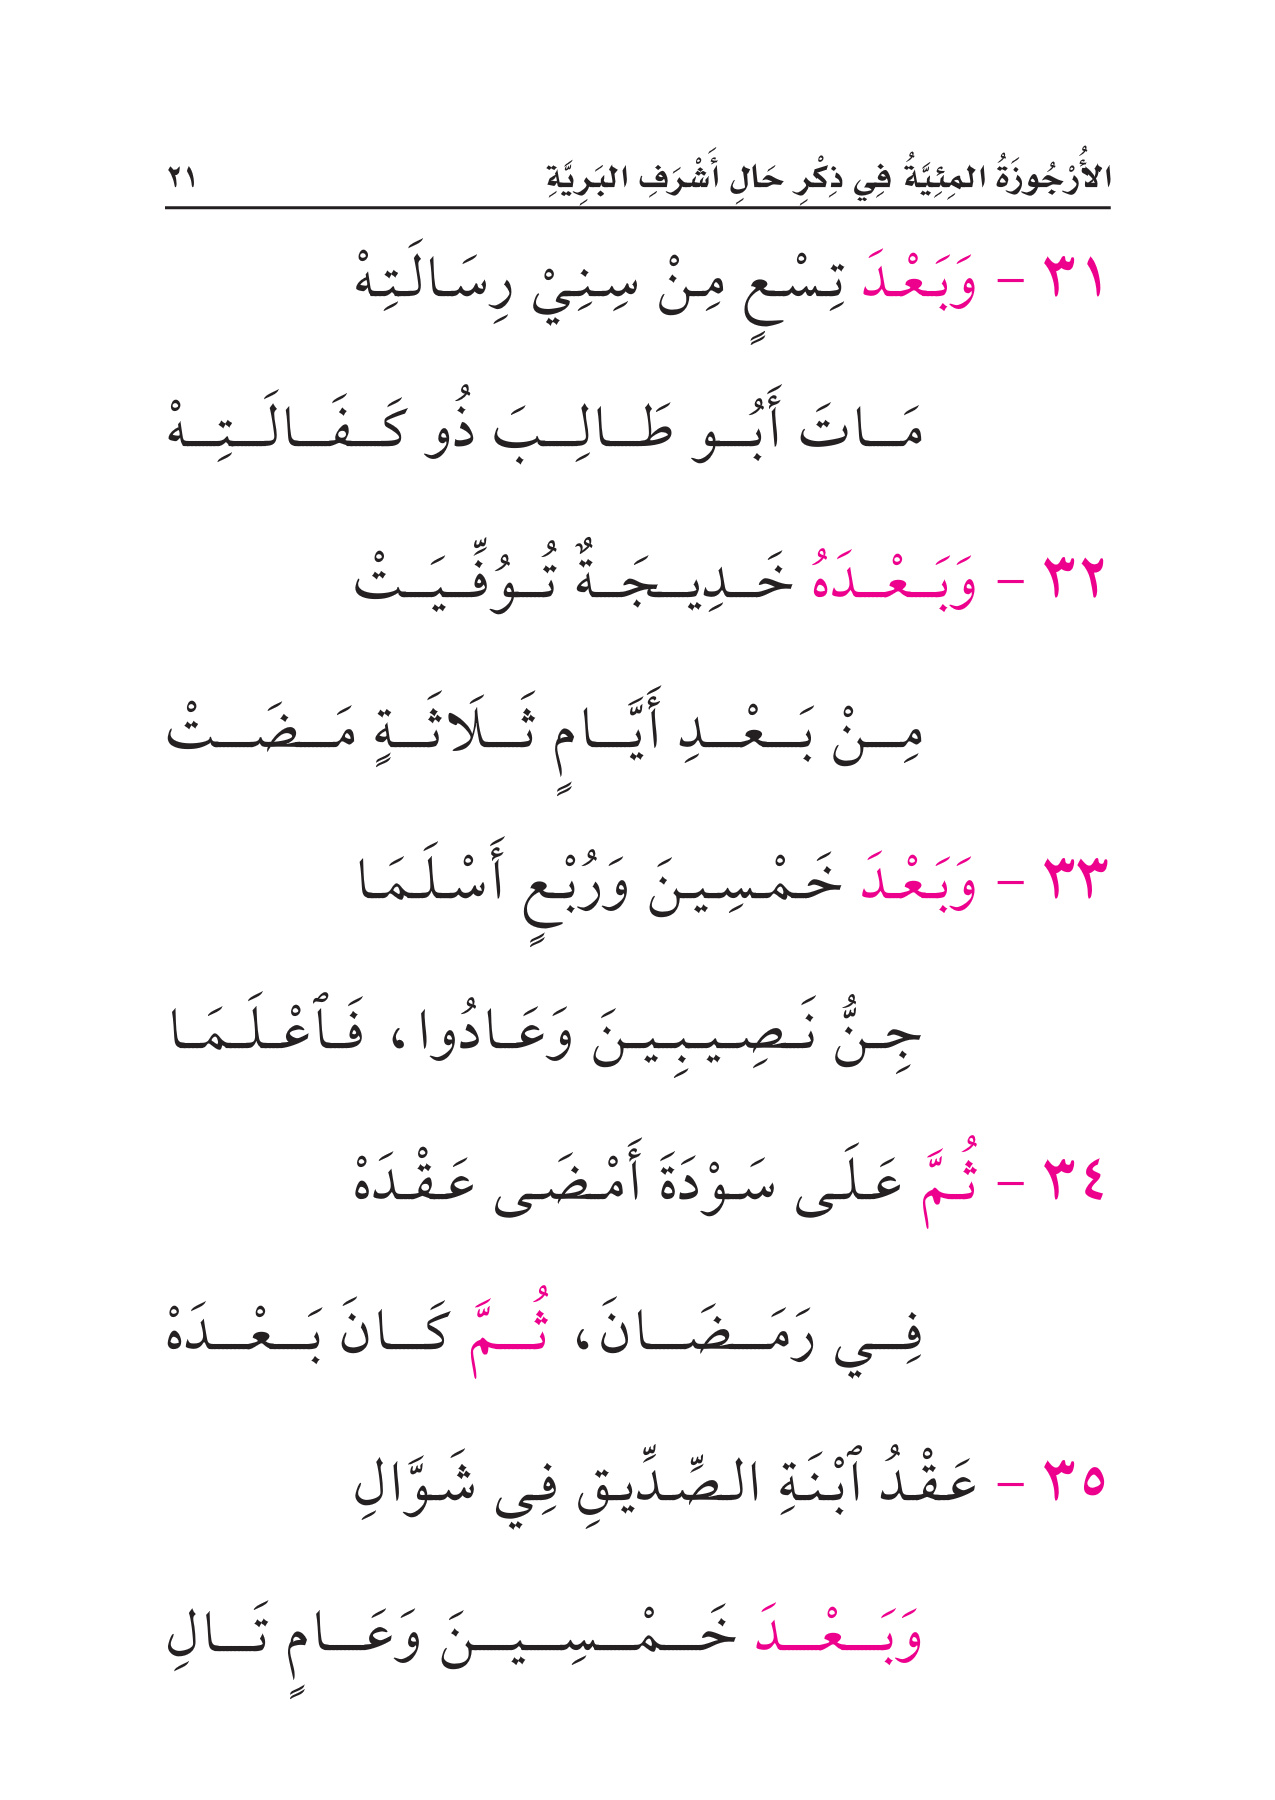 الأُرْجُوزَةُ المِئِيَّةُ فِي ذِكْرِ حَالِ أَشْرَفِ البَرِيَّةِ ٢١
٣١ - وَبَعْدَ تِسْعٍ مِنْ سِنِيْ رِسَالَتِهْ
مَاتَ أَبُو طَالِبَ ذُو كَفَالَتِهْ
٣٢ - وَبَعْدَهُ خَدِيجَةٌ تُوُفِّيَتْ
مِنْ بَعْدِ أَيَّامٍ ثَلَاثَةٍ مَضَتْ
٣٣ - وَبَعْدَ خَمْسِينَ وَرُبْعٍ أَسْلَمَا
جِنُّ نَصِيبِينَ وَعَادُوا، فَٱعْلَمَا
٣٤ - ثُمَّ عَلَى سَوْدَةَ أَمْضَى عَقْدَهْ
فِي رَمَضَانَ، ثُمَّ كَانَ بَعْدَهْ
٣٥ - عَقْدُ ٱبْنَةِ الصِّدِّيقِ فِي شَوَّالِ
وَبَعْدَ خَمْسِينَ وَعَامٍ تَالِ